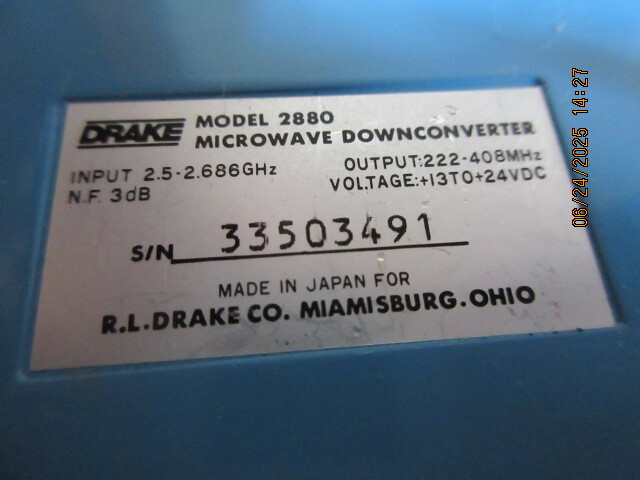 DRAKE MODEL 2880
MICROWAVE DOWNCONVERTER
INPUT 2.5-2.686GHz OUTPUT:222-408MHz
N.F. 3dB VOLTAGE:+13TO+24VDC
S/N 33503491
MADE IN JAPAN FOR
R.L.DRAKE CO. MIAMISBURG.OHIO
06/24/2025 14:27